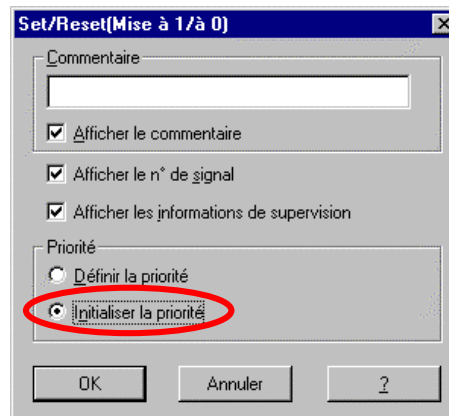 Set/Reset(Mise à 1/à 0)
Commentaire
Afficher le commentaire
Afficher le n° de signal
Afficher les informations de supervision
Priorité
Définir la priorité
Initialiser la priorité
OK Annuler ?